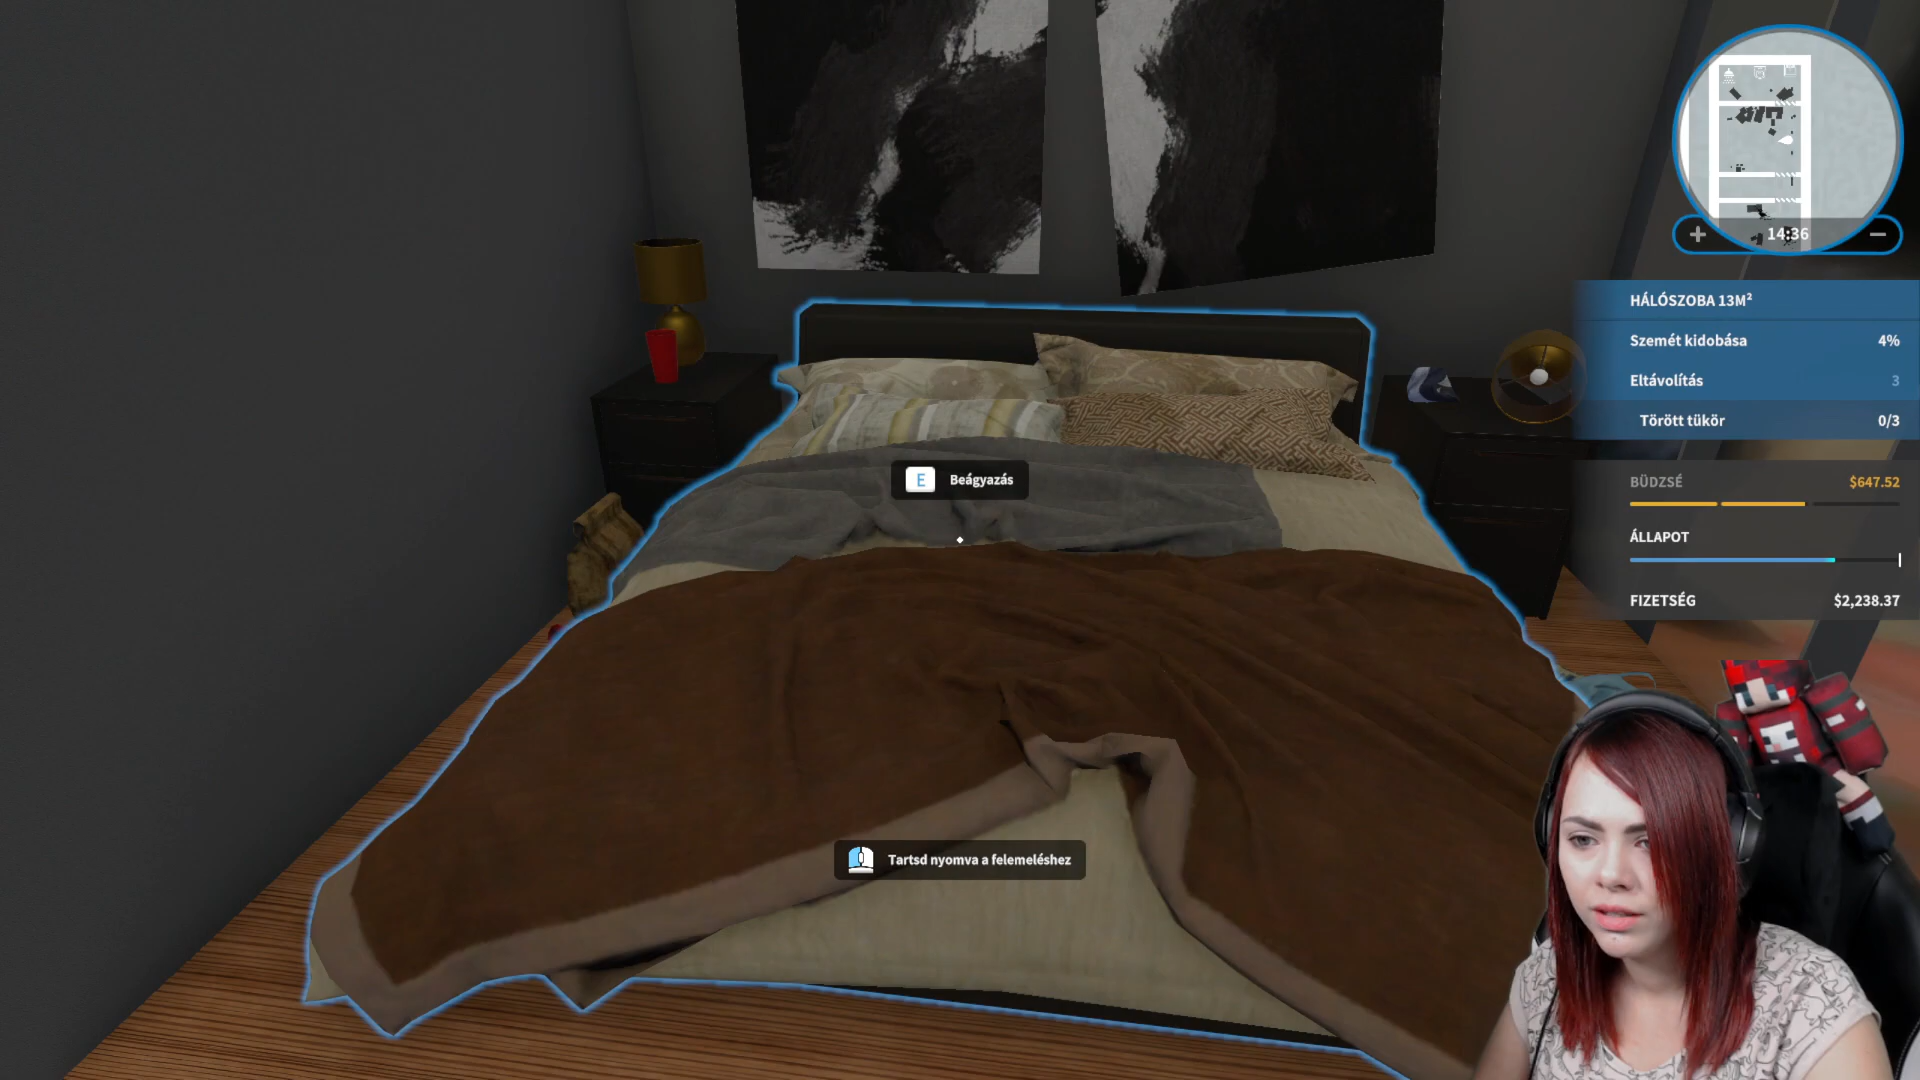 14:36
HÁLÓSZOBA 13M²
Szemét kidobása 4%
Eltávolítás 3
Törött tükör 0/3
BÜDZSÉ $647.52
ÁLLAPOT
FIZETSÉG $2,238.37
E Beágyazás
Tartsd nyomva a felemeléshez